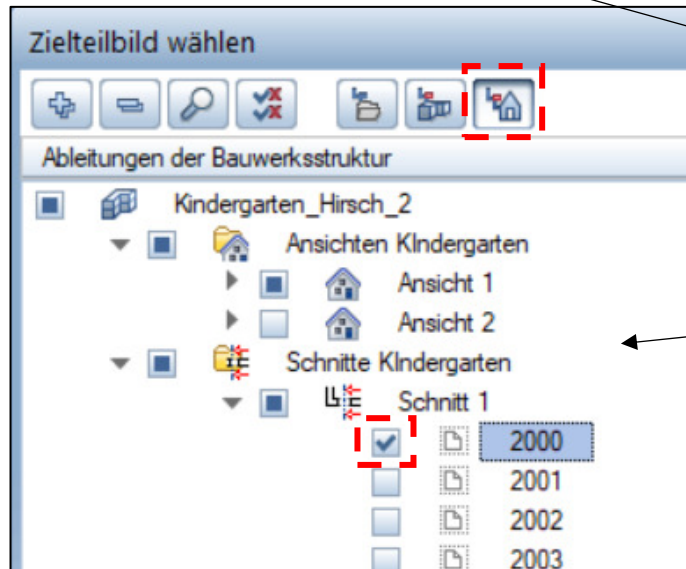 Zielteilbild wählen
Ableitungen der Bauwerksstruktur
Kindergarten_Hirsch_2
Ansichten KIndergarten
Ansicht 1
Ansicht 2
Schnitte KIndergarten
Schnitt 1
2000
2001
2002
2003